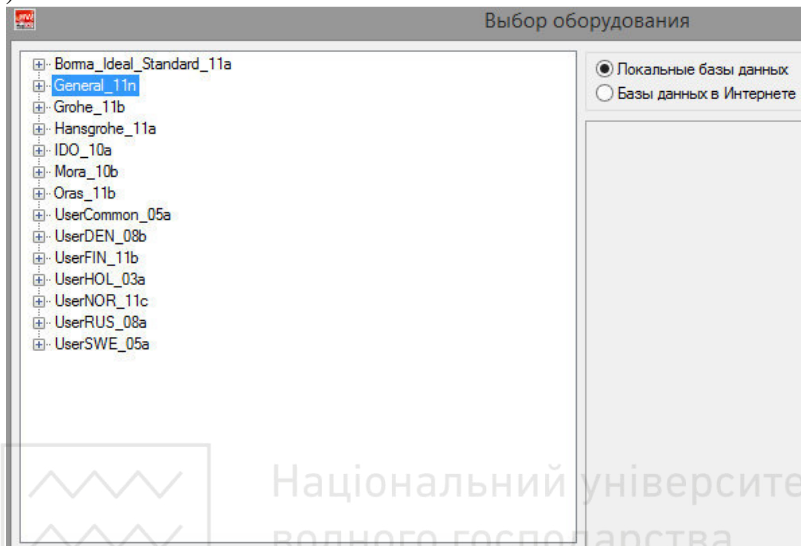 Выбор оборудования
Borma_Ideal_Standard_11a
General_11n
Grohe_11b
Hansgrohe_11a
IDO_10a
Mora_10b
Oras_11b
UserCommon_05a
UserDEN_08b
UserFIN_11b
UserHOL_03a
UserNOR_11c
UserRUS_08a
UserSWE_05a
Локальные базы данных
Базы данных в Интернете
Національний університе
водного господарства